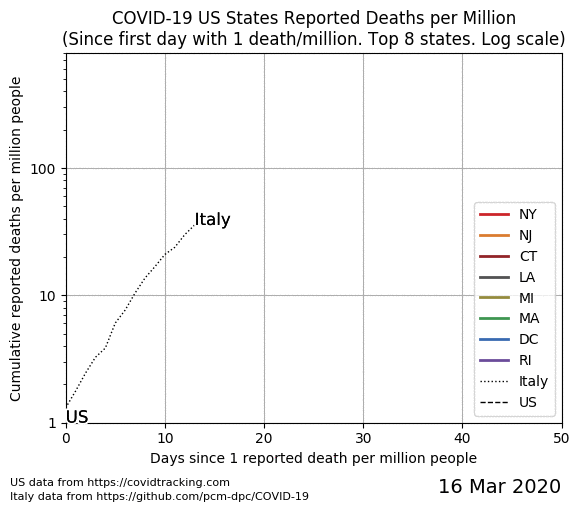 COVID-19 US States Reported Deaths per Million
(Since first day with 1 death/million. Top 8 states. Log scale)
Cumulative reported deaths per million people
100
10
1
Italy
US
NY
NJ
CT
LA
MI
MA
DC
RI
Italy
US
0 10 20 30 40 50
Days since 1 reported death per million people
US data from https://covidtracking.com
Italy data from https://github.com/pcm-dpc/COVID-19
16 Mar 2020